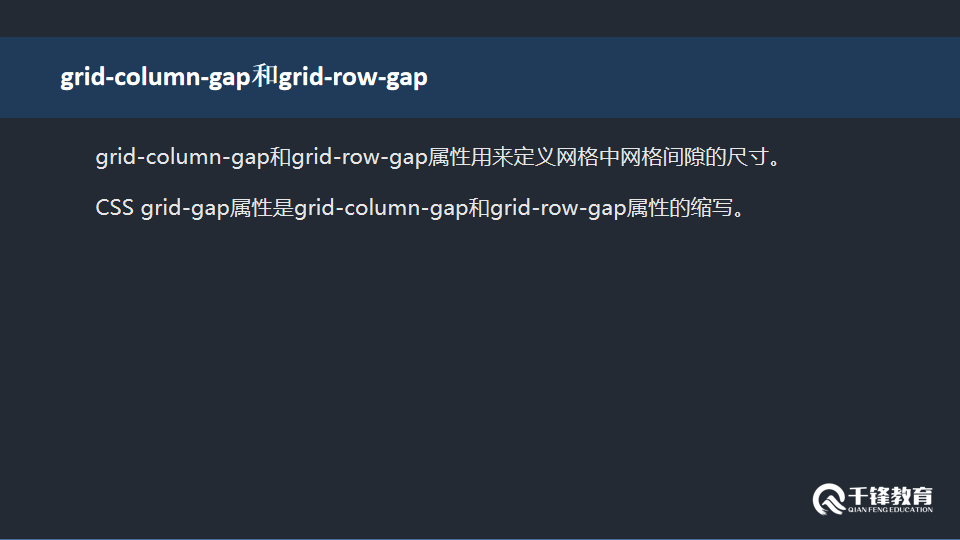 grid-column-gap和grid-row-gap
grid-column-gap和grid-row-gap属性用来定义网格中网格间隙的尺寸。
CSS grid-gap属性是grid-column-gap和grid-row-gap属性的缩写。
千锋教育
QIAN FENG EDUCATION